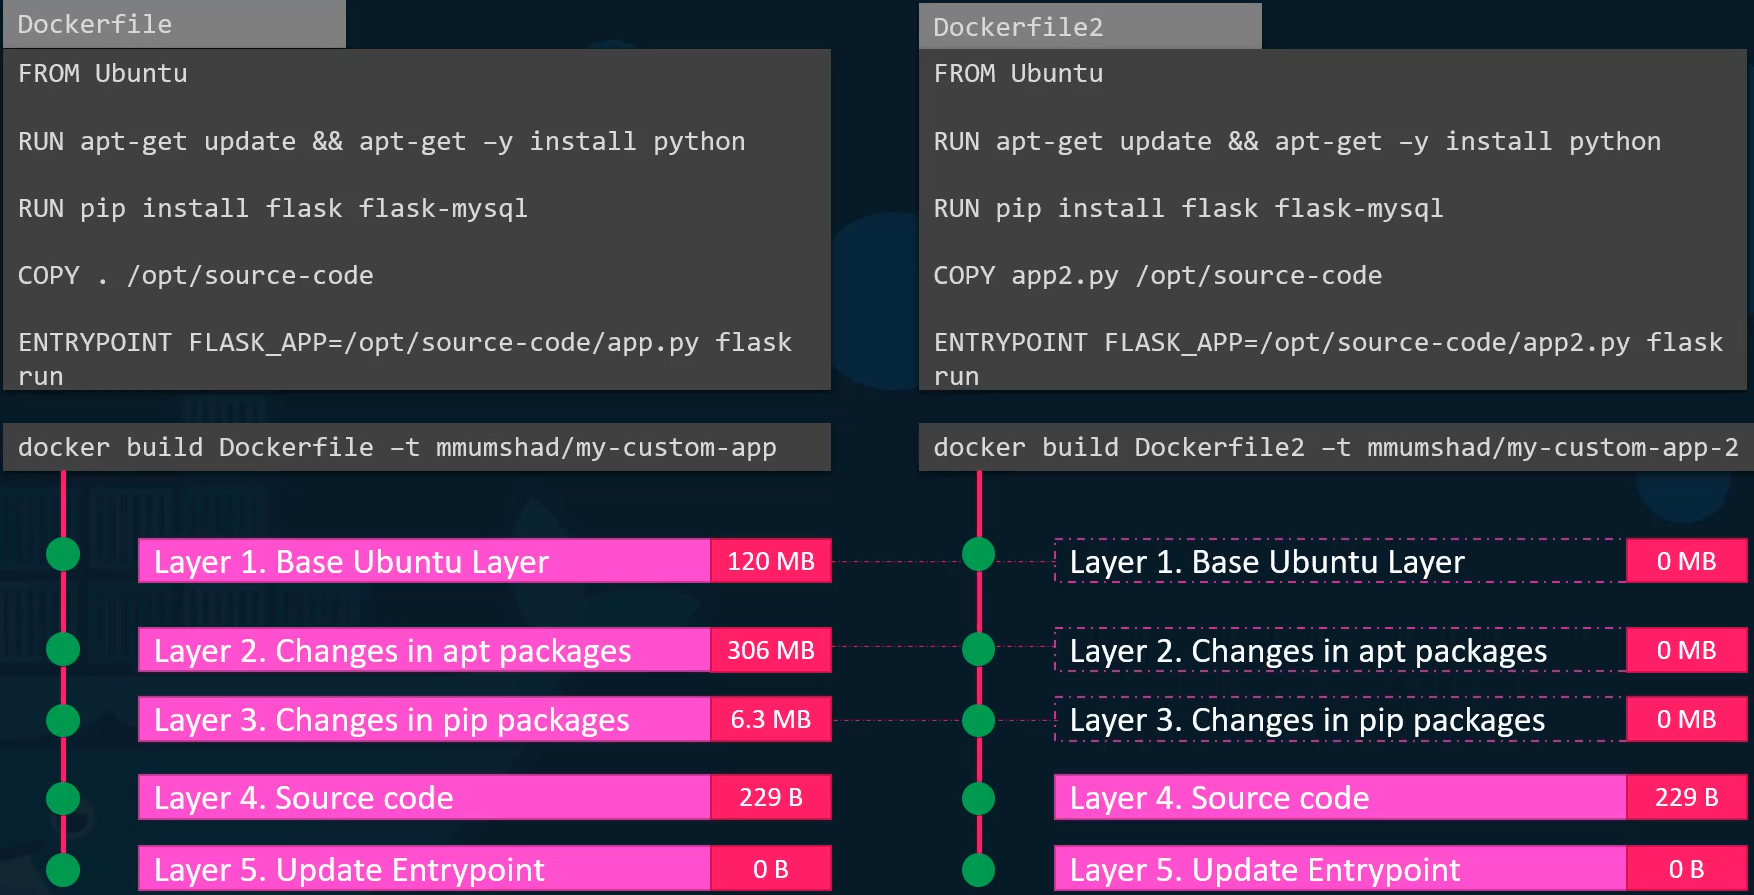 Dockerfile
FROM Ubuntu
RUN apt-get update && apt-get –y install python
RUN pip install flask flask-mysql
COPY . /opt/source-code
ENTRYPOINT FLASK_APP=/opt/source-code/app.py flask
run
docker build Dockerfile –t mmumshad/my-custom-app
Layer 1. Base Ubuntu Layer 120 MB
Layer 2. Changes in apt packages 306 MB
Layer 3. Changes in pip packages 6.3 MB
Layer 4. Source code 229 B
Layer 5. Update Entrypoint 0 B
Dockerfile2
FROM Ubuntu
RUN apt-get update && apt-get –y install python
RUN pip install flask flask-mysql
COPY app2.py /opt/source-code
ENTRYPOINT FLASK_APP=/opt/source-code/app2.py flask
run
docker build Dockerfile2 –t mmumshad/my-custom-app-2
Layer 1. Base Ubuntu Layer 0 MB
Layer 2. Changes in apt packages 0 MB
Layer 3. Changes in pip packages 0 MB
Layer 4. Source code 229 B
Layer 5. Update Entrypoint 0 B